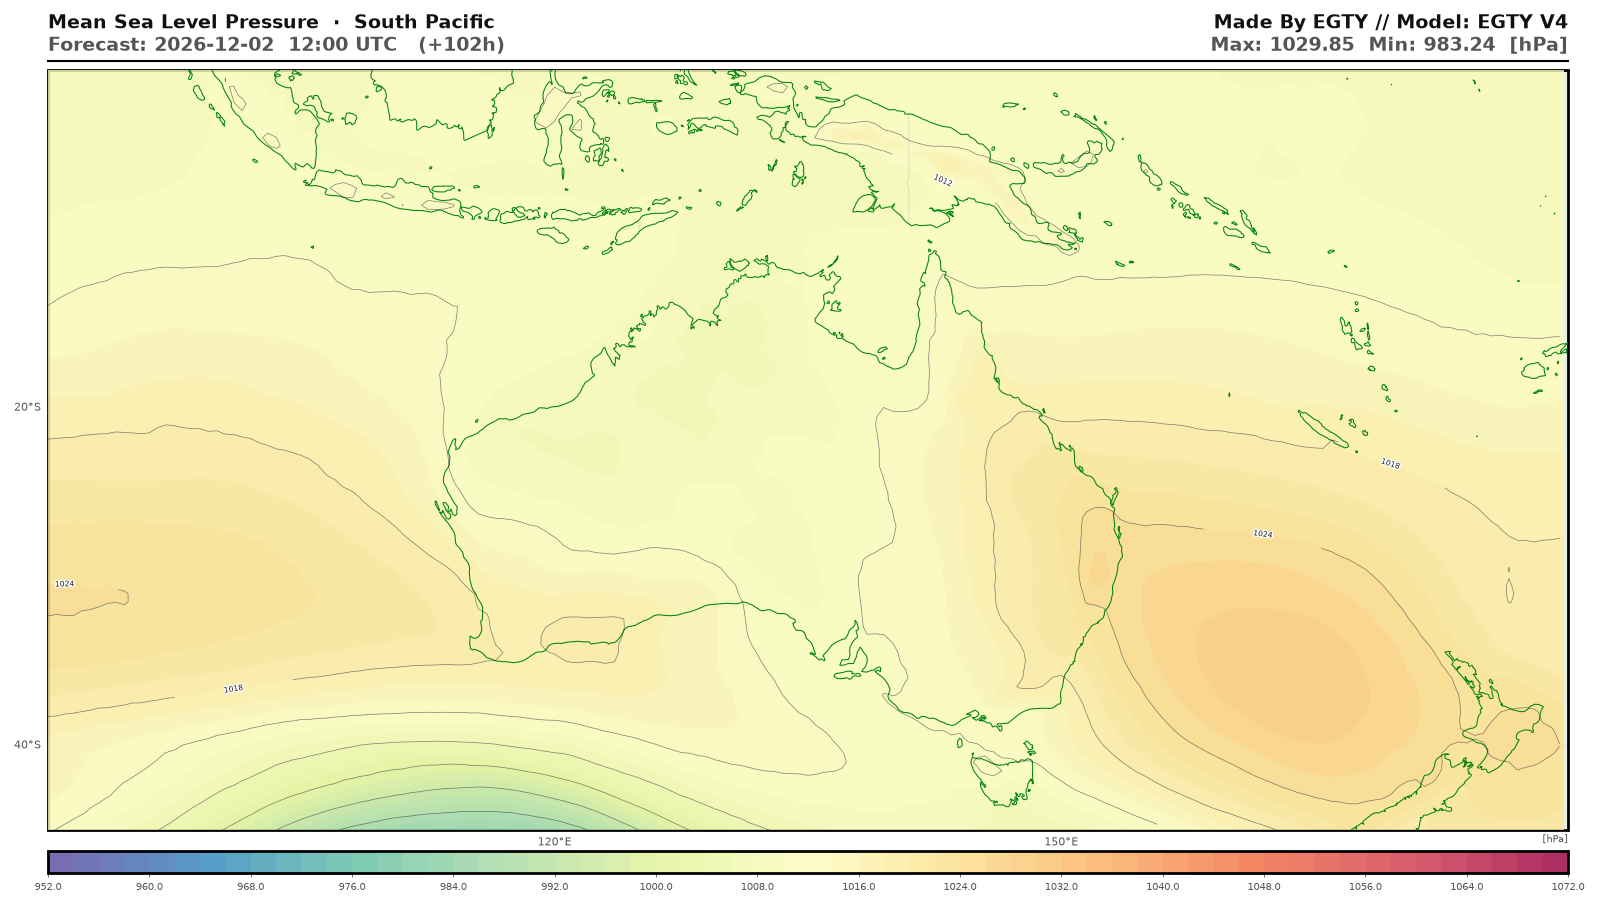 Mean Sea Level Pressure · South Pacific
Made By EGTY // Model: EGTY V4
Forecast: 2026-12-02 12:00 UTC (+102h)
Max: 1029.85 Min: 983.24 [hPa]
1012
20°S
1018
1024
1024
1018
40°S
120°E
150°E
[hPa]
952.0
960.0
968.0
976.0
984.0
992.0
1000.0
1008.0
1016.0
1024.0
1032.0
1040.0
1048.0
1056.0
1064.0
1072.0